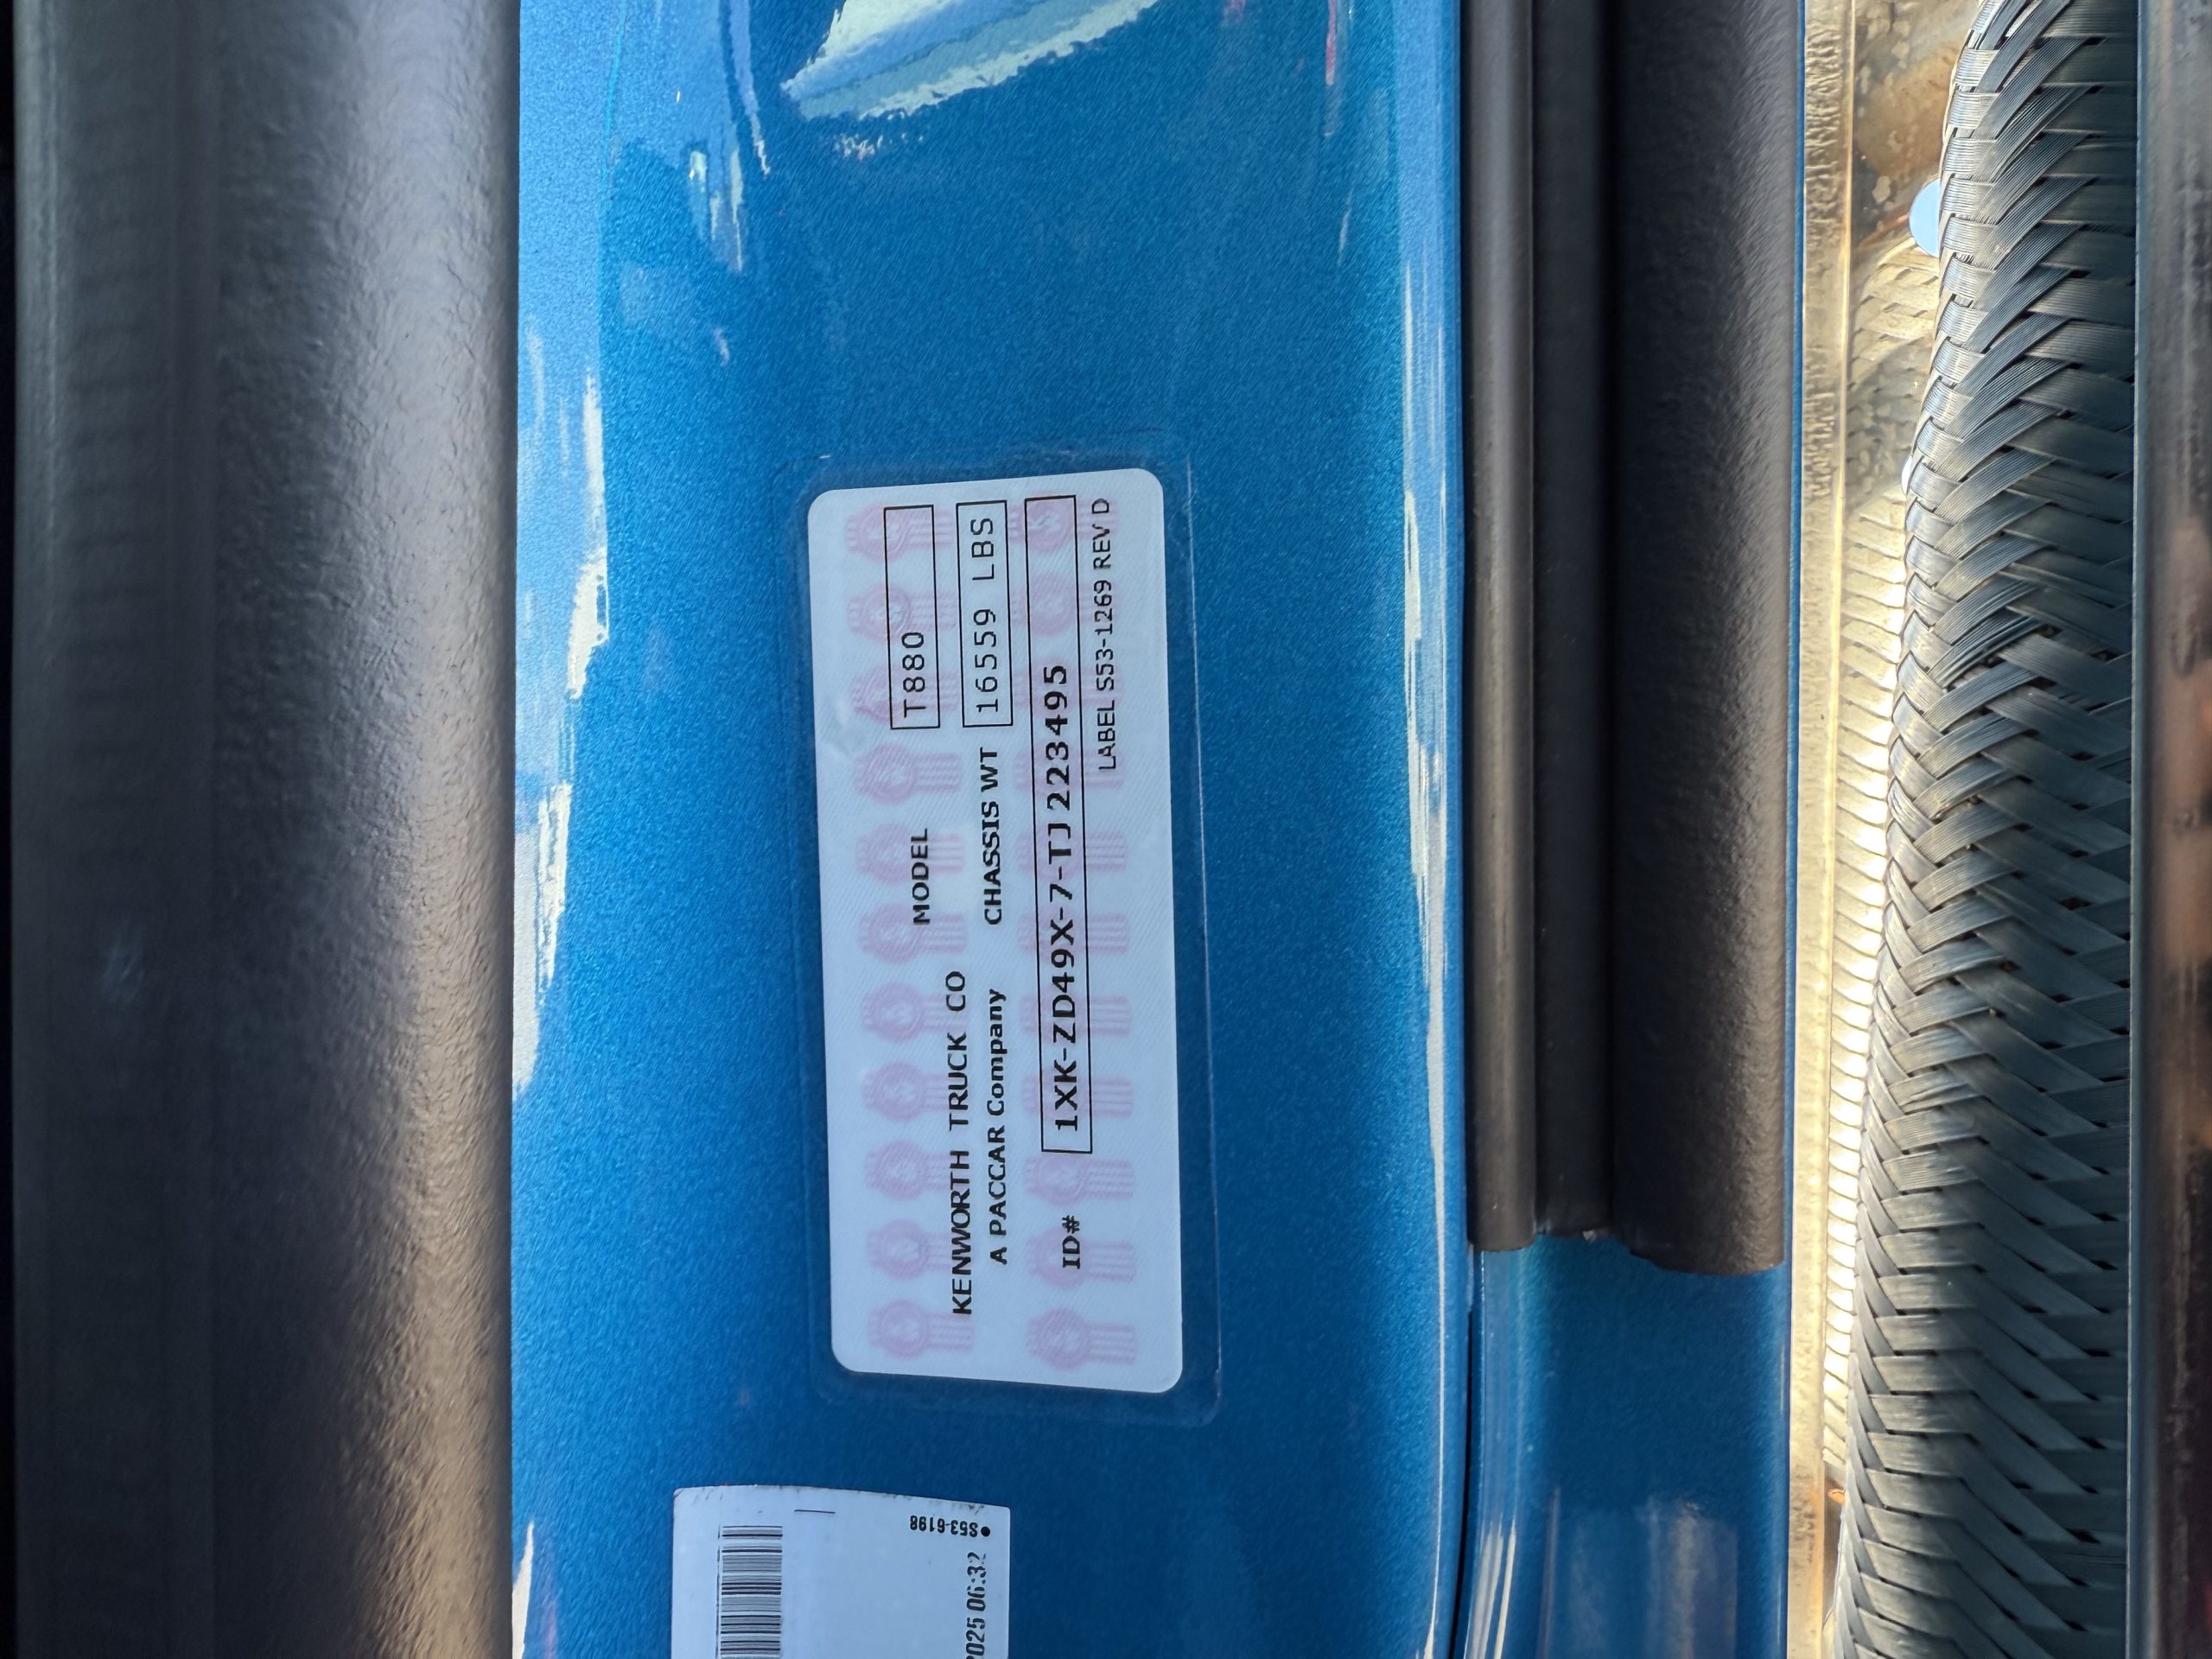 KENWORTH TRUCK CO
A PACCAR Company
MODEL T880
CHASSIS WT 16559 LBS
ID# 1XK-ZD49X-7-TJ223495
LABEL S53-1269 REV D
●S53-6198
2025 06:32